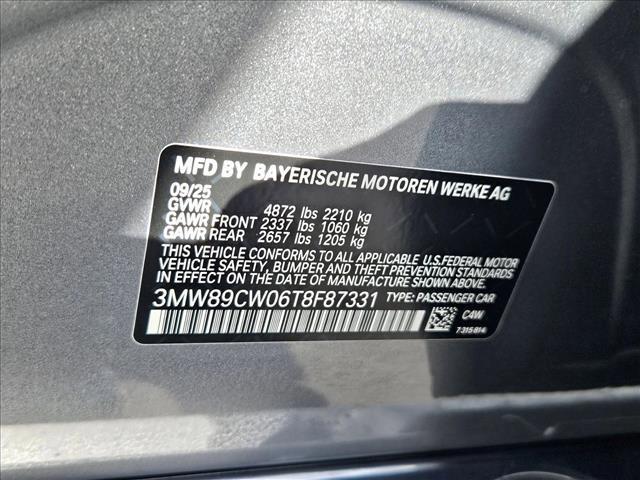 MFD BY BAYERISCHE MOTOREN WERKE AG
09/25
GVWR 4872 lbs 2210 kg
GAWR FRONT 2337 lbs 1060 kg
GAWR REAR 2657 lbs 1205 kg
THIS VEHICLE CONFORMS TO ALL APPLICABLE U.S.FEDERAL MOTOR
VEHICLE SAFETY, BUMPER AND THEFT PREVENTION STANDARDS
IN EFFECT ON THE DATE OF MANUFACTURE SHOWN ABOVE.
3MW89CW06T8F87331 TYPE: PASSENGER CAR
C4W
7315814